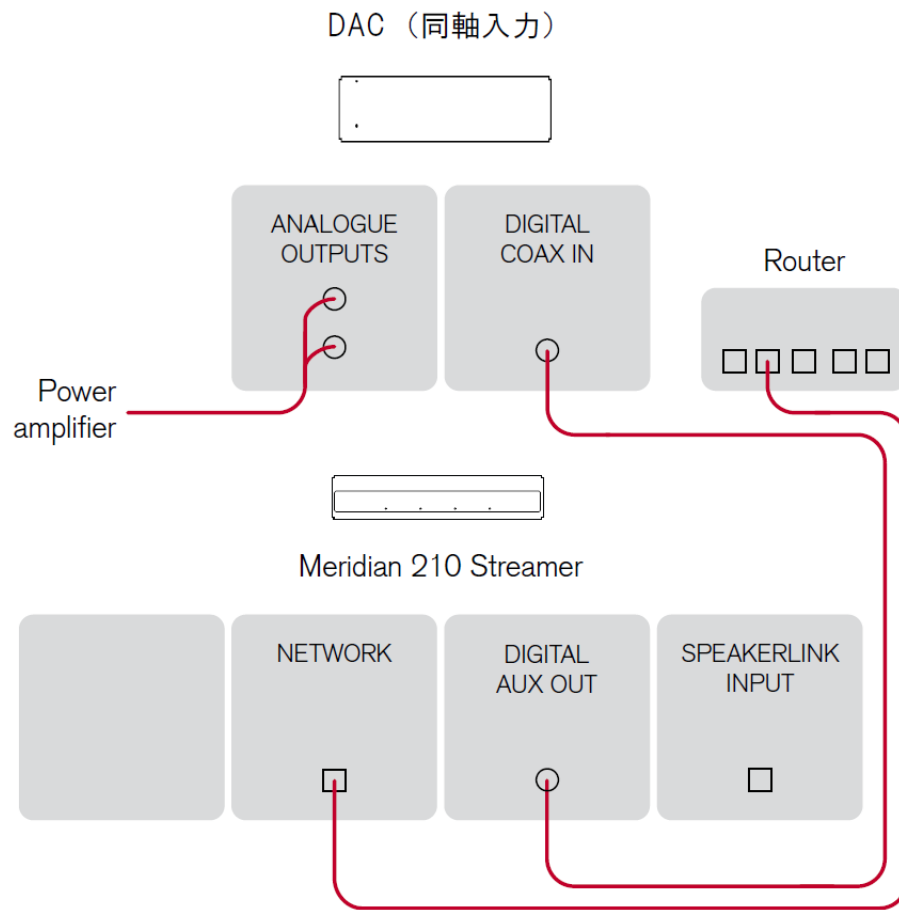 DAC （同軸入力）
ANALOGUE
OUTPUTS
DIGITAL
COAX IN
Router
Power
amplifier
Meridian 210 Streamer
NETWORK
DIGITAL
AUX OUT
SPEAKERLINK
INPUT